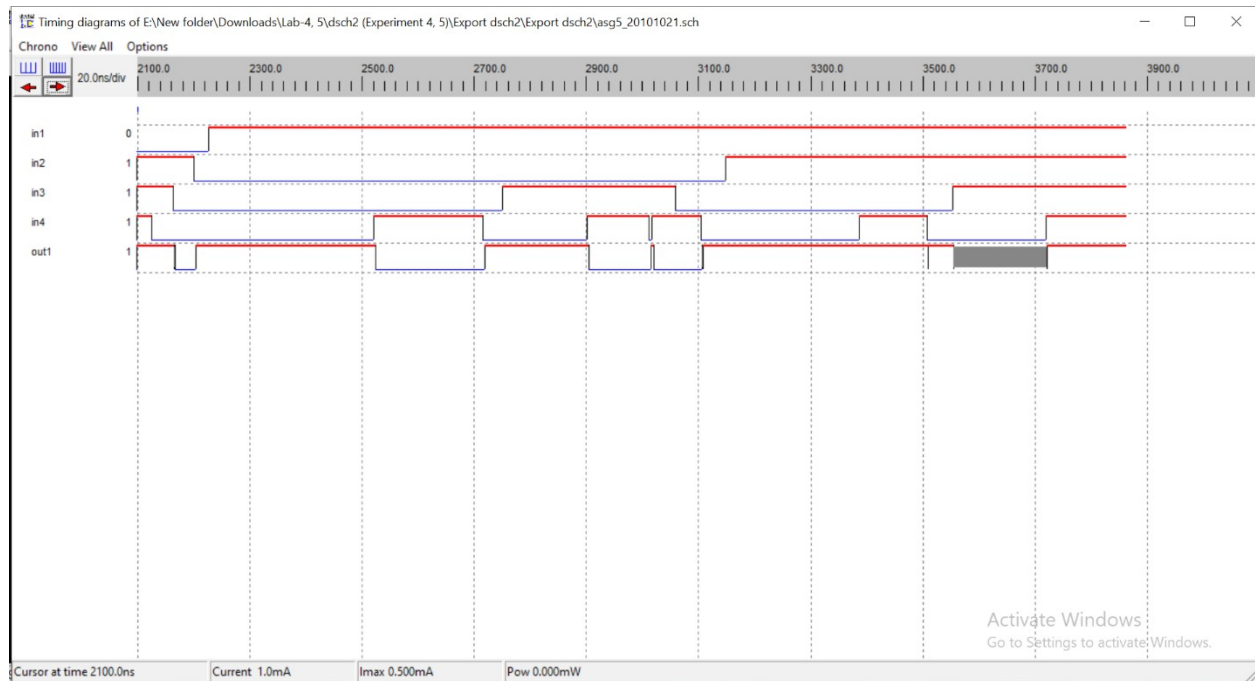 Timing diagrams of E:\New folder\Downloads\Lab-4, 5\dsch2 (Experiment 4, 5)\Export dsch2\Export dsch2\asg5_20101021.sch
Chrono View All Options
20.0ns/div 2100.0 2300.0 2500.0 2700.0 2900.0 3100.0 3300.0 3500.0 3700.0 3900.0
in1 0
in2 1
in3 1
in4 1
out1 1
Activate Windows
Go to Settings to activate Windows.
Cursor at time 2100.0ns Current 1.0mA Imax 0.500mA Pow 0.000mW